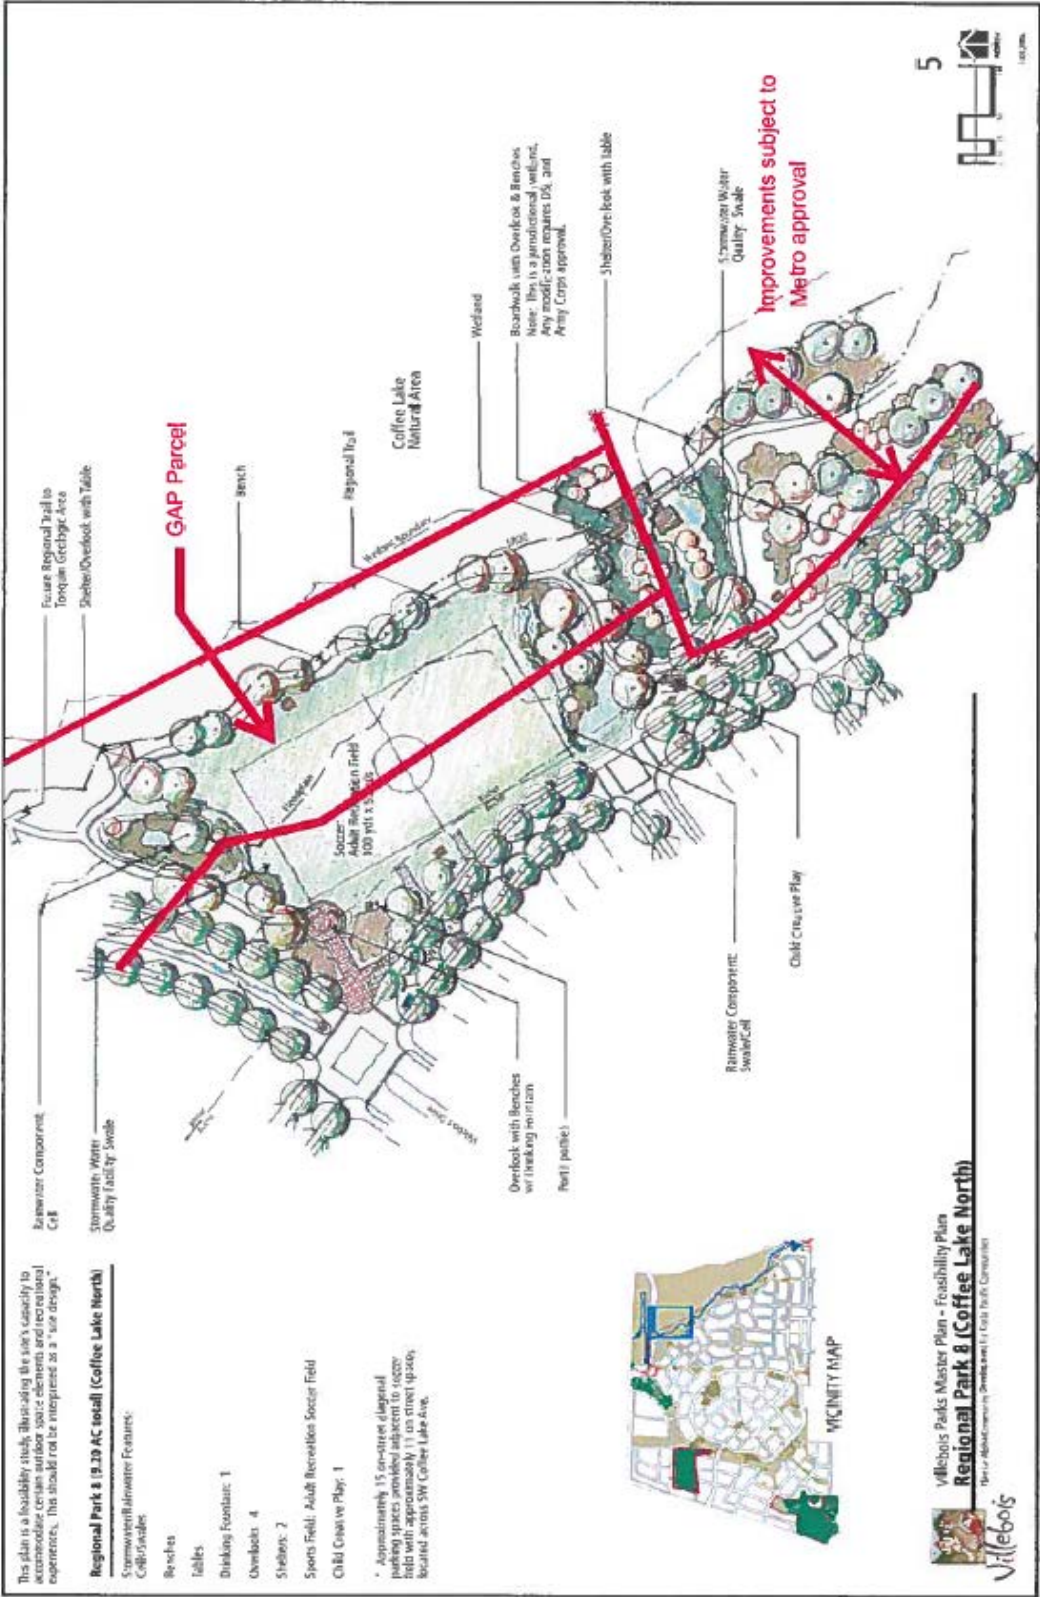 This plan is a feasibility study, illustrating the site's capacity to
accommodate certain outdoor space elements and recreational
experiences. This should not be interpreted as a "site design."
Regional Park 8 (9.20 AC total) (Coffee Lake North)
Stormwater/Rainwater Features:
Cells/Swales
Benches
Tables
Drinking Fountain: 1
Overlooks: 4
Shelters: 2
Sports Field: Adult Recreation Soccer Field
Child Creative Play: 1
* Approximately 15 on-street diagonal
parking spaces provided adjacent to soccer
field with approximately 11 on street spaces
located across SW Coffee Lake Ave.
Rainwater Component:
Cell
Stormwater Water
Quality Facility: Swale
Future Regional Trail to
Tonquin Geologic Area
Shelter/Overlook with Table
GAP Parcel
Bench
Regional Trail
Coffee Lake
Natural Area
Villebois Boundary
Wetland
Boardwalk with Overlook & Benches
Note: This is a jurisdictional wetland,
Any modification requires DSL and
Army Corps approval.
Shelter/Overlook with Table
Stormwater Water
Quality: Swale
Improvements subject to
Metro approval
Floodplain
Soccer:
Adult Recreation Field
Overlook with Benches
w/ Drinking Fountain
Rainwater Component:
Swale/Cell
Child Creative Play
Villebois Drive
VICINITY MAP
Villebois
Villebois Parks Master Plan - Feasibility Plan
Regional Park 8 (Coffee Lake North)
5